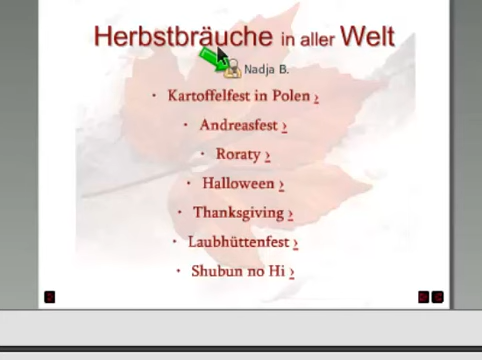 Herbstbräuche in aller Welt
Nadja B.
· Kartoffelfest in Polen ›
· Andreasfest ›
· Roraty ›
· Halloween ›
· Thanksgiving ›
· Laubhüttenfest ›
· Shubun no Hi ›